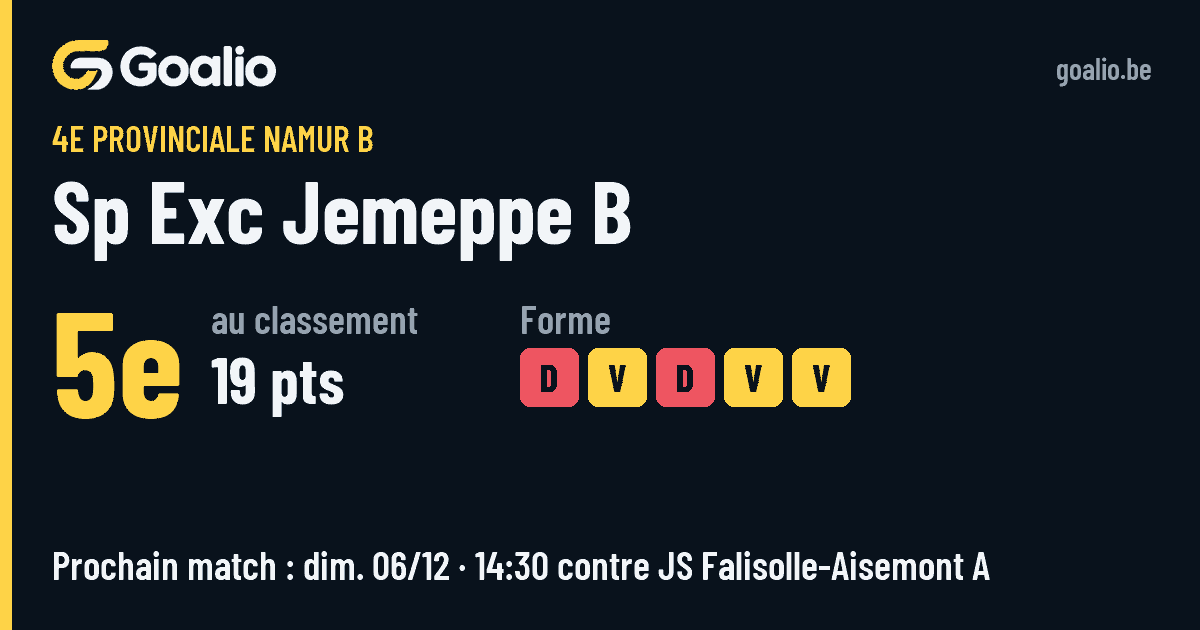 Goalio
goalio.be
4E PROVINCIALE NAMUR B
Sp Exc Jemeppe B
5e
au classement
19 pts
Forme
D V D V V
Prochain match : dim. 06/12 · 14:30 contre JS Falisolle-Aisemont A